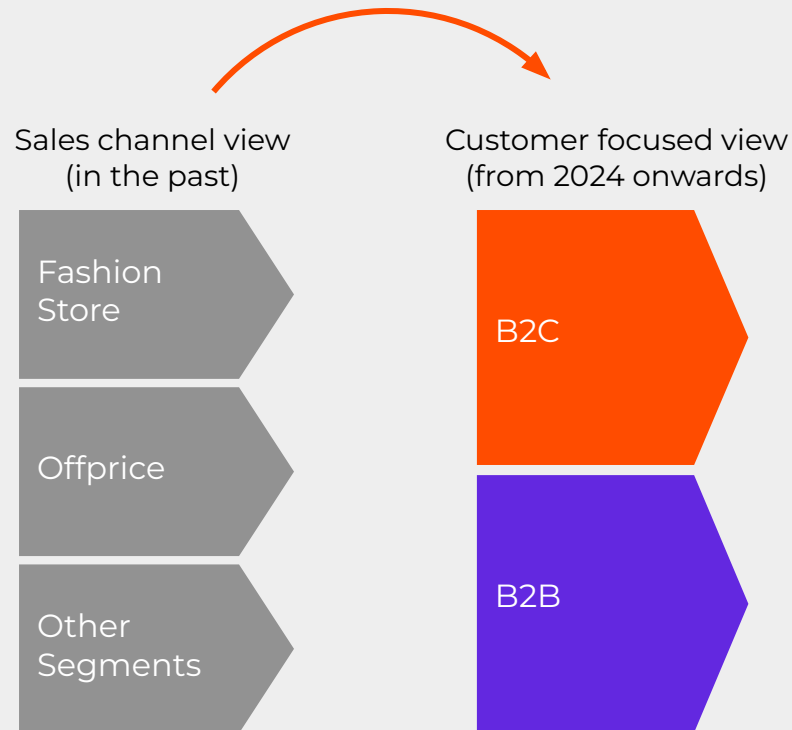 Sales channel view
(in the past)
Fashion
Store
Offprice
Other
Segments
Customer focused view
(from 2024 onwards)
B2C
B2B